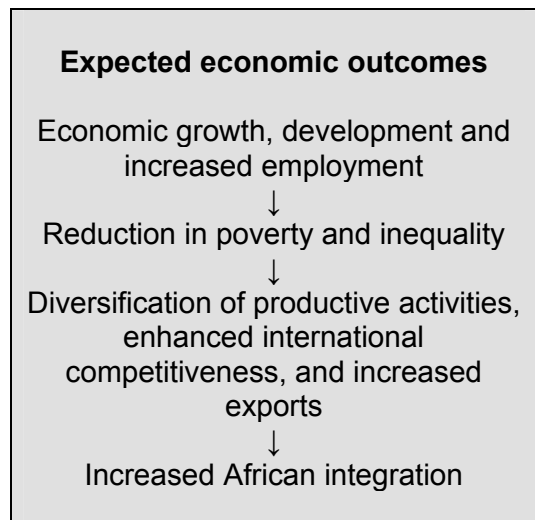 Expected economic outcomes
Economic growth, development and
increased employment
↓
Reduction in poverty and inequality
↓
Diversification of productive activities,
enhanced international
competitiveness, and increased
exports
↓
Increased African integration